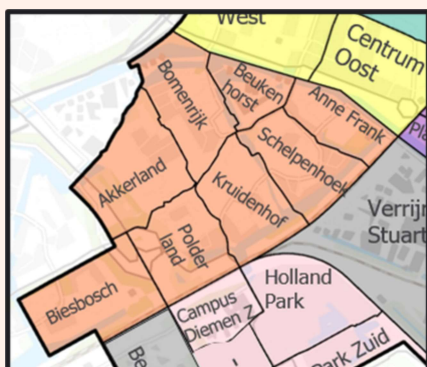 West
Centrum
Oost
Beuken
horst
Bomenrijk
Anne Frank
Schelpenhoek
Akkerland
Kruidenhof
Verrijn
Stuart
Polder
land
Biesbosch
Holland
Park
Campus
Diemen Z
Park Zuid